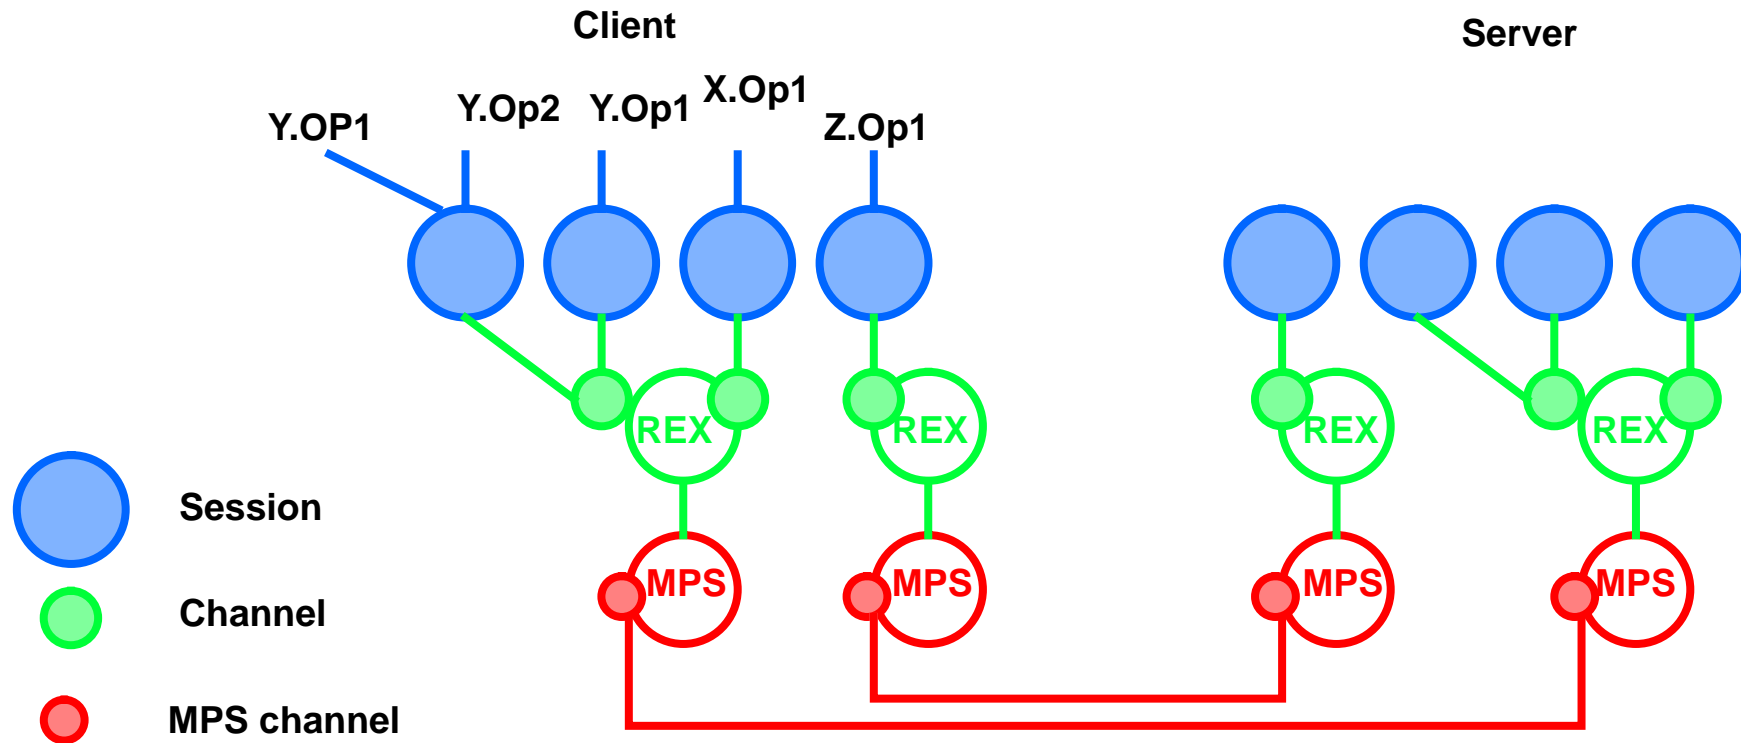 Client
Server
Y.OP1
Y.Op2
Y.Op1
X.Op1
Z.Op1
REX
REX
REX
REX
Session
MPS
MPS
MPS
MPS
Channel
MPS channel